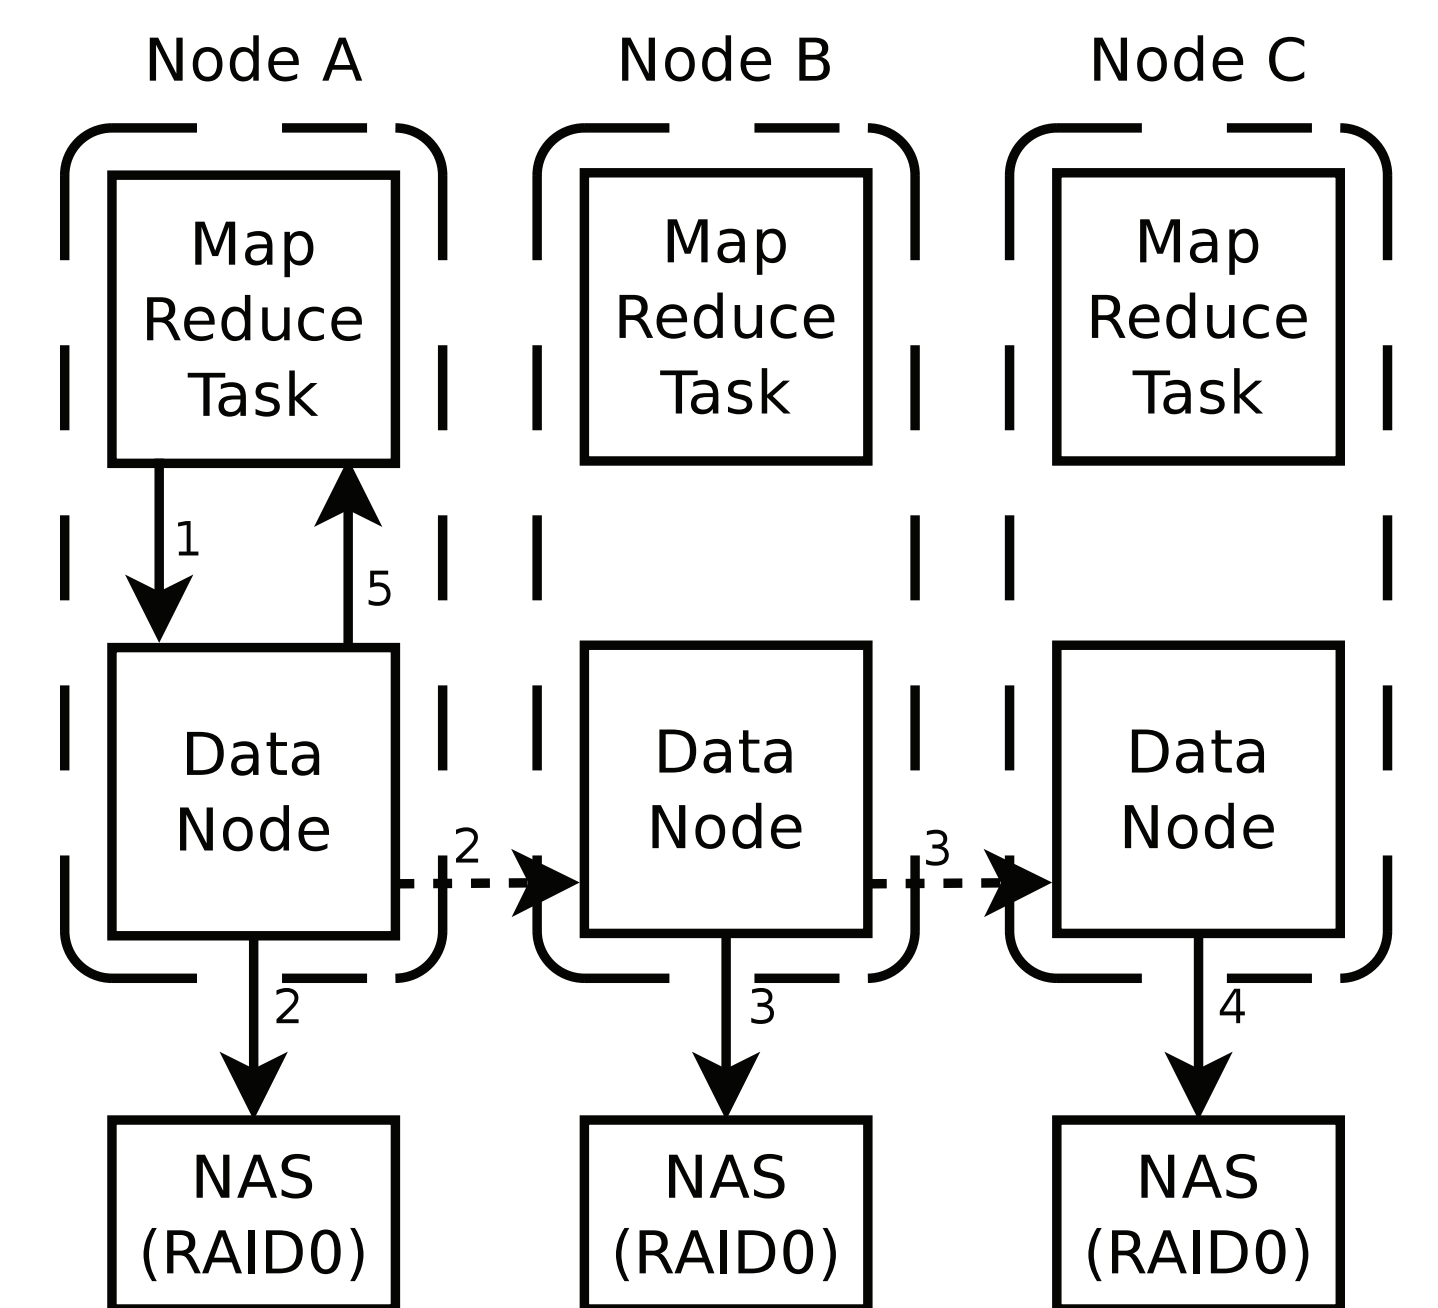 Node A
Node B
Node C
Map
Reduce
Task
Map
Reduce
Task
Map
Reduce
Task
1
5
Data
Node
Data
Node
Data
Node
2
3
2
3
4
NAS
(RAID0)
NAS
(RAID0)
NAS
(RAID0)